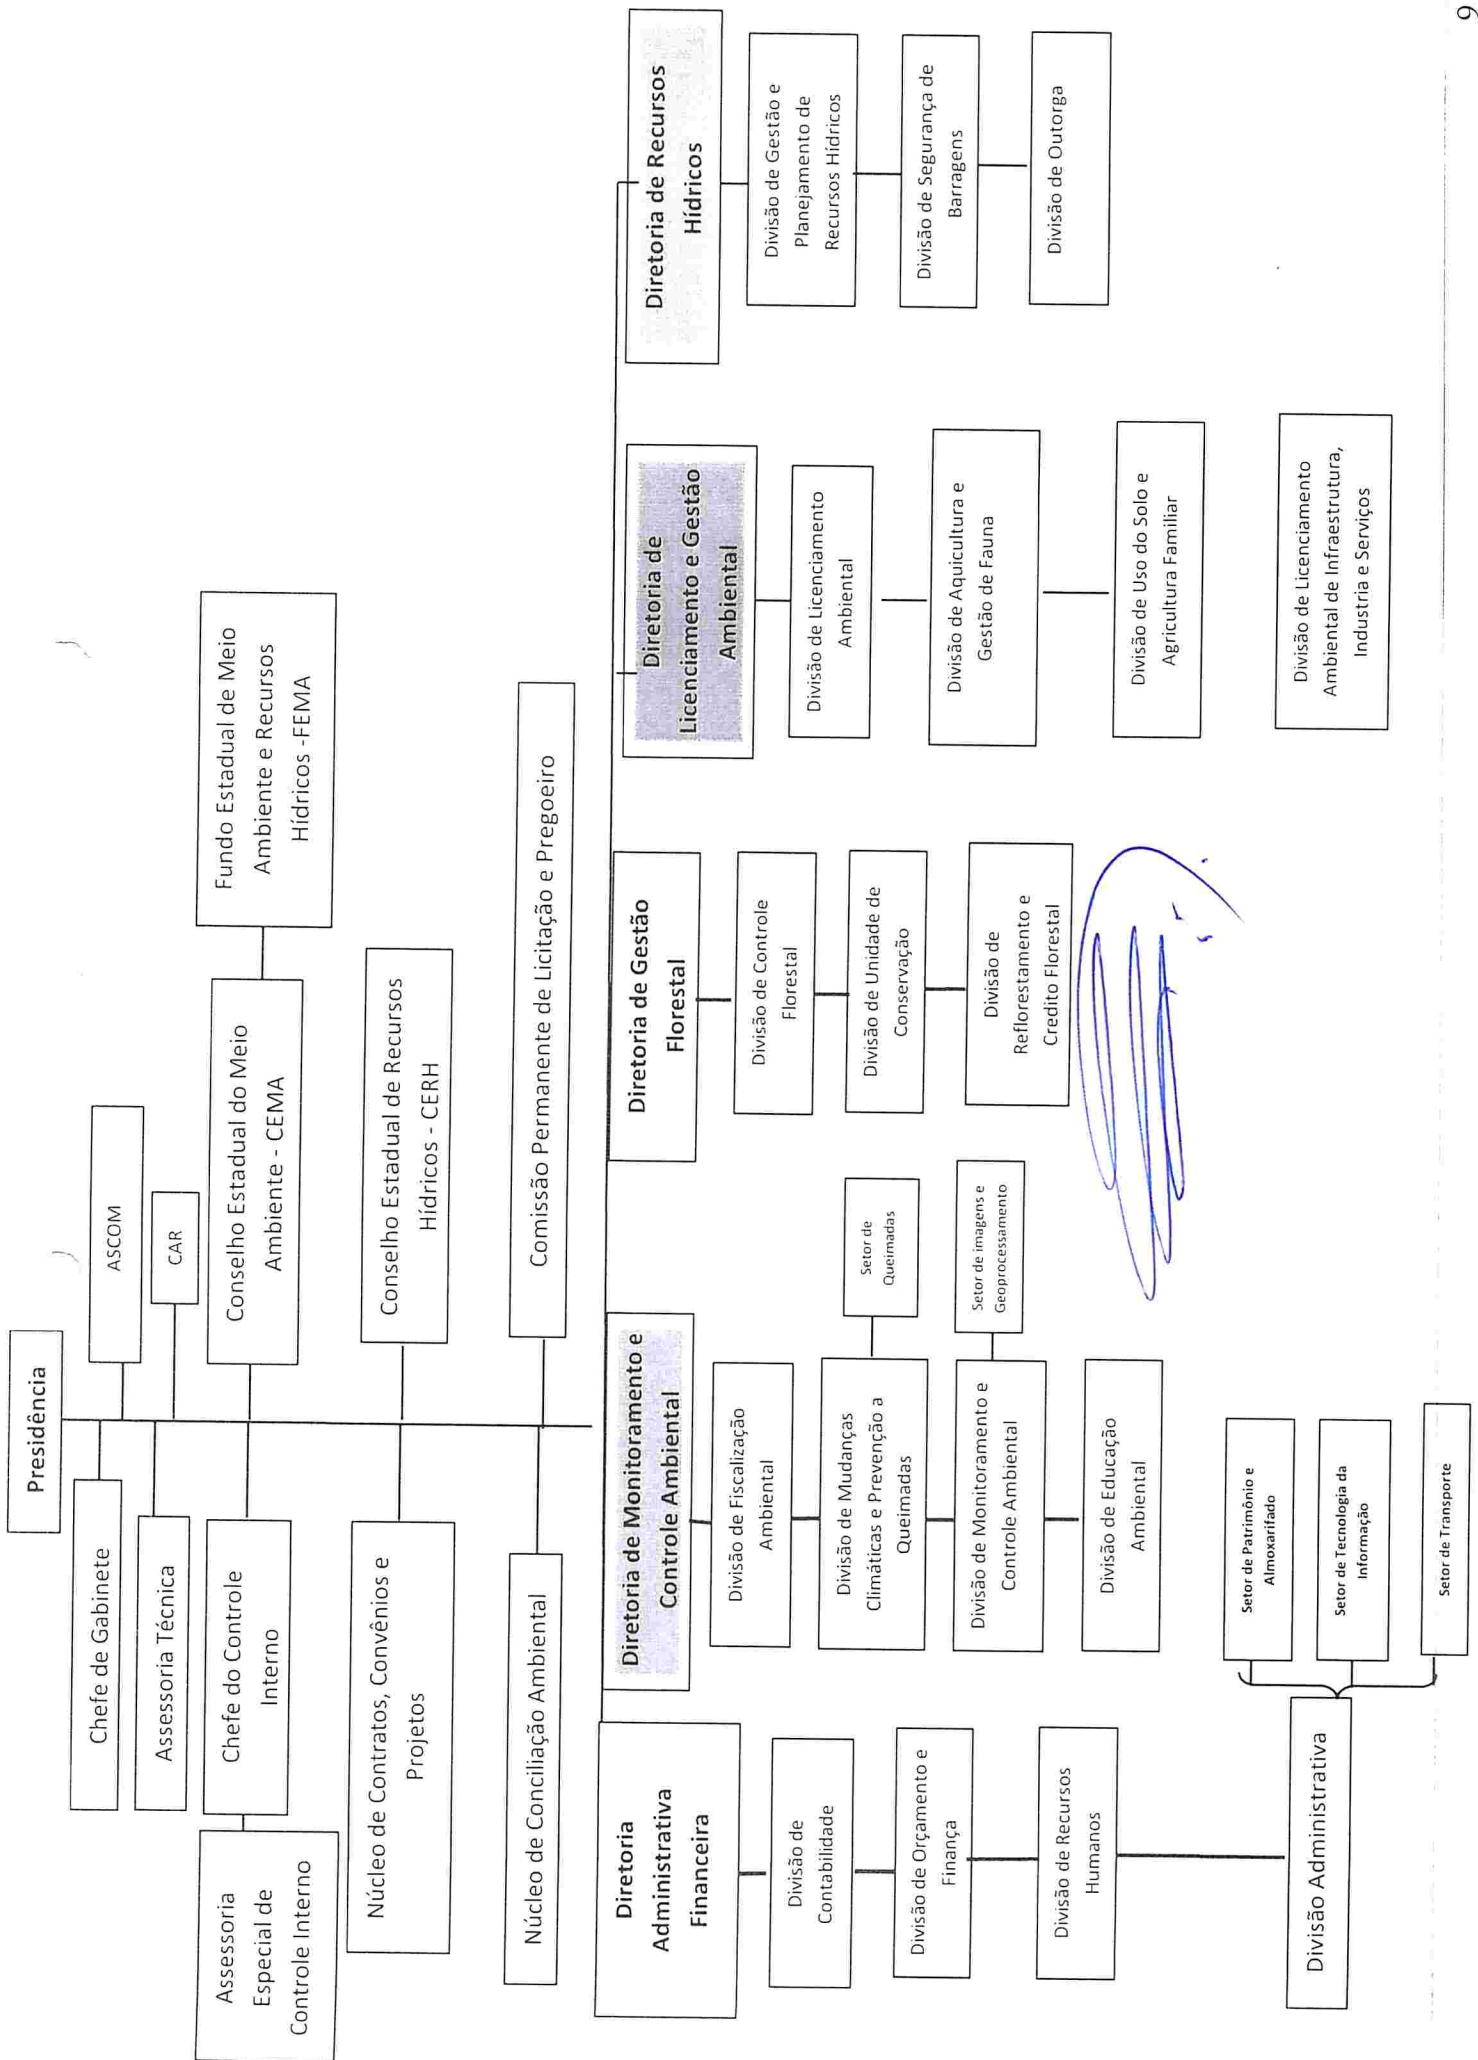 Presidência
Chefe de Gabinete
ASCOM
Assessoria Técnica
CAR
Assessoria
Especial de
Controle Interno
Chefe do Controle
Interno
Conselho Estadual do Meio
Ambiente - CEMA
Fundo Estadual de Meio
Ambiente e Recursos
Hídricos -FEMA
Núcleo de Contratos, Convênios e
Projetos
Conselho Estadual de Recursos
Hídricos - CERH
Núcleo de Conciliação Ambiental
Comissão Permanente de Licitação e Pregoeiro
Diretoria
Administrativa
Financeira
Divisão de
Contabilidade
Divisão de Orçamento e
Finança
Divisão de Recursos
Humanos
Divisão Administrativa
Setor de Patrimônio e
Almoxarifado
Setor de Tecnologia da
Informação
Setor de Transporte
Diretoria de Monitoramento e
Controle Ambiental
Divisão de Fiscalização
Ambiental
Divisão de Mudanças
Climáticas e Prevenção a
Queimadas
Setor de
Queimadas
Divisão de Monitoramento e
Controle Ambiental
Setor de imagens e
Geoprocessamento
Divisão de Educação
Ambiental
Diretoria de Gestão
Florestal
Divisão de Controle
Florestal
Divisão de Unidade de
Conservação
Divisão de
Reflorestamento e
Credito Florestal
Diretoria de
Licenciamento e Gestão
Ambiental
Divisão de Licenciamento
Ambiental
Divisão de Aquicultura e
Gestão de Fauna
Divisão de Uso do Solo e
Agricultura Familiar
Divisão de Licenciamento
Ambiental de Infraestrutura,
Industria e Serviços
Diretoria de Recursos
Hídricos
Divisão de Gestão e
Planejamento de
Recursos Hídricos
Divisão de Segurança de
Barragens
Divisão de Outorga
9